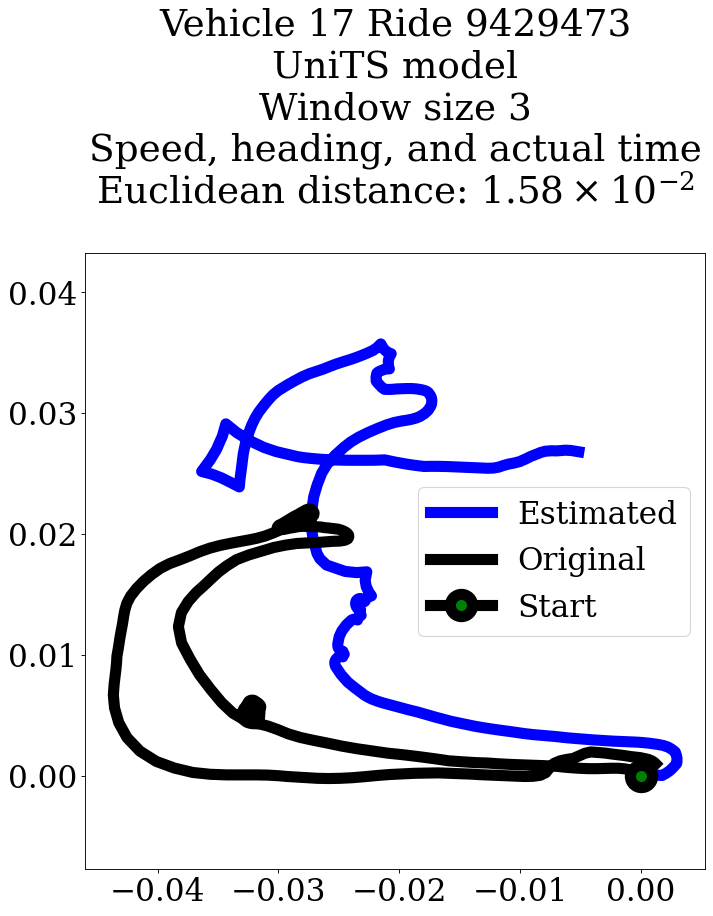 Vehicle 17 Ride 9429473
UniTS model
Window size 3
Speed, heading, and actual time
Euclidean distance: 1.58 × 10⁻²
0.04
0.03
0.02
0.01
0.00
Estimated
Original
Start
−0.04 −0.03 −0.02 −0.01 0.00